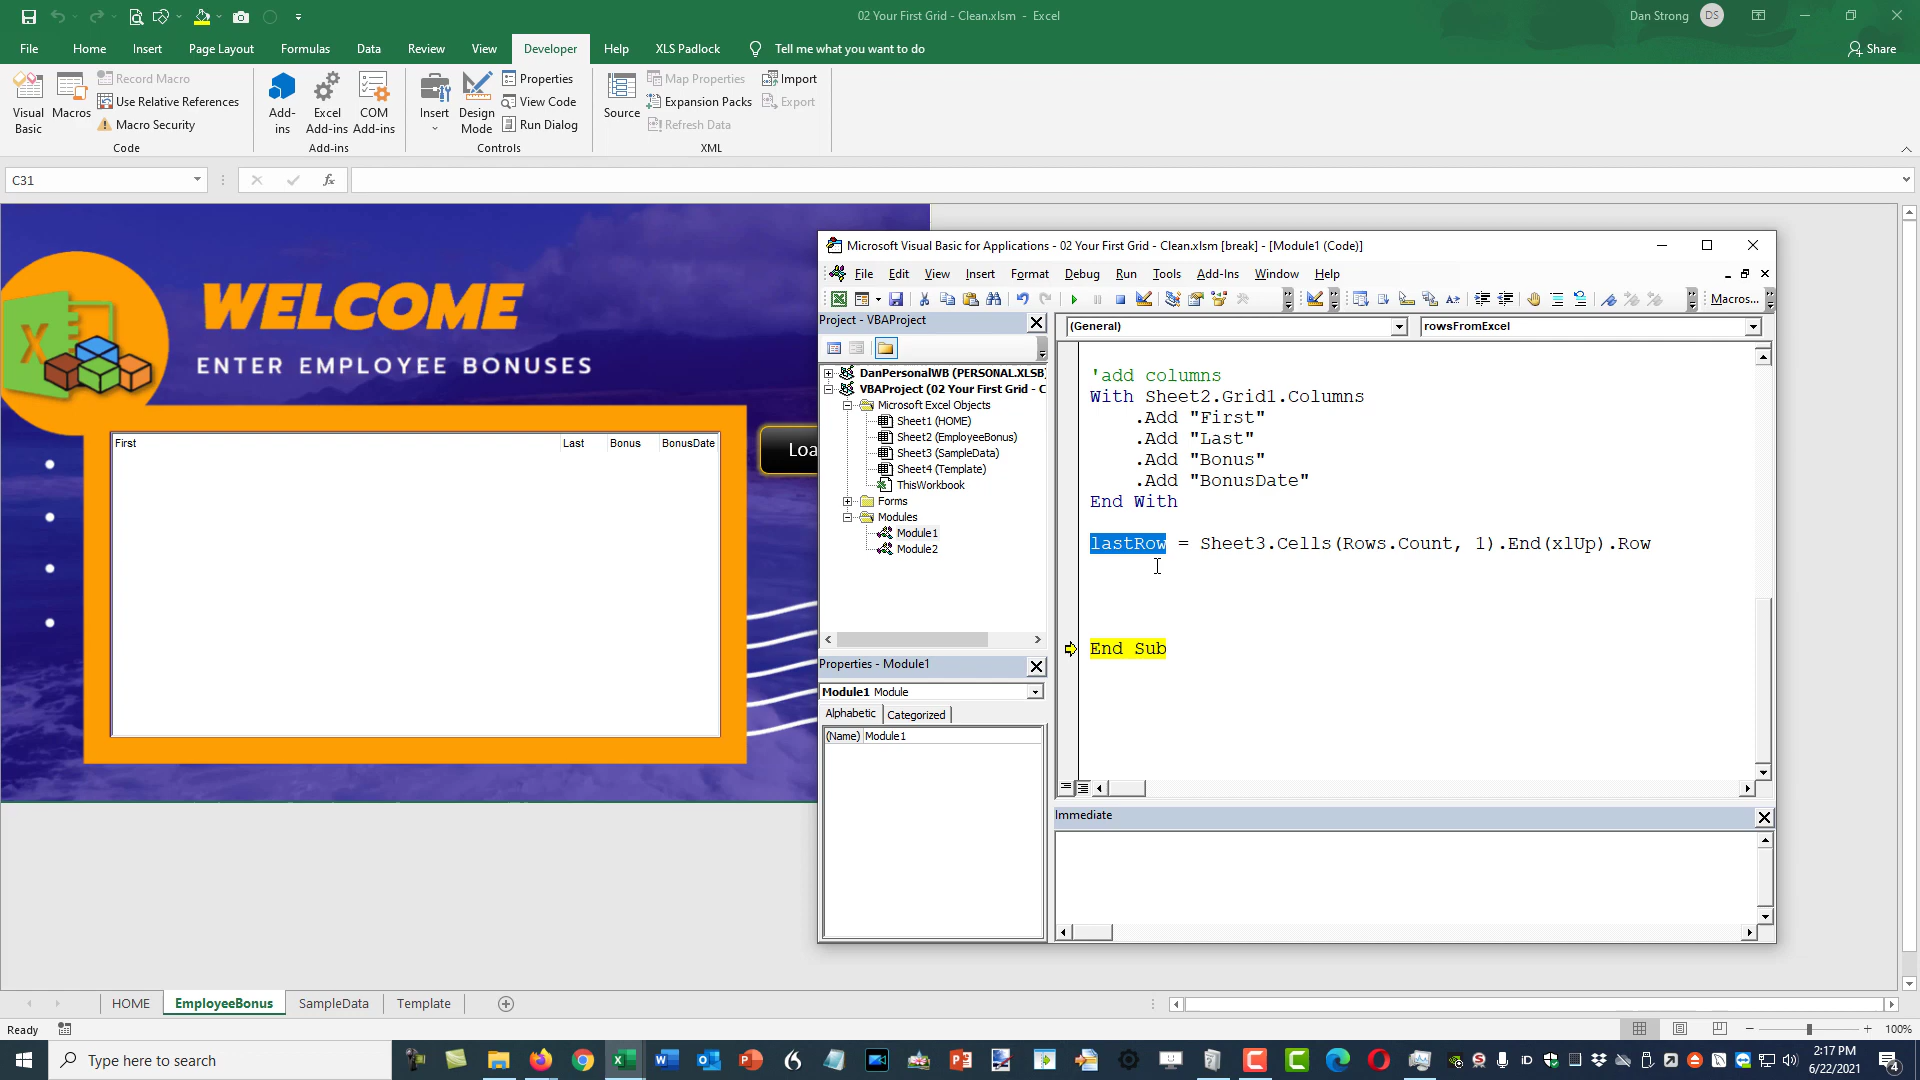 02 Your First Grid - Clean.xlsm - Excel
Dan Strong
DS
File
Home
Insert
Page Layout
Formulas
Data
Review
View
Developer
Help
XLS Padlock
Tell me what you want to do
Share
Visual Basic
Macros
Record Macro
Use Relative References
Macro Security
Code
Add-ins
Excel Add-ins
COM Add-ins
Add-ins
Insert
Design Mode
Properties
View Code
Run Dialog
Controls
Source
Map Properties
Expansion Packs
Refresh Data
Import
Export
XML
C31
fx
WELCOME
ENTER EMPLOYEE BONUSES
First
Last
Bonus
BonusDate
Loa
Microsoft Visual Basic for Applications - 02 Your First Grid - Clean.xlsm [break] - [Module1 (Code)]
File
Edit
View
Insert
Format
Debug
Run
Tools
Add-Ins
Window
Help
Macros...
Project - VBAProject
DanPersonalWB (PERSONAL.XLSB)
VBAProject (02 Your First Grid - C
Microsoft Excel Objects
Sheet1 (HOME)
Sheet2 (EmployeeBonus)
Sheet3 (SampleData)
Sheet4 (Template)
ThisWorkbook
Forms
Modules
Module1
Module2
Properties - Module1
Module1 Module
Alphabetic
Categorized
(Name)
Module1
(General)
rowsFromExcel
'add columns
With Sheet2.Grid1.Columns
.Add "First"
.Add "Last"
.Add "Bonus"
.Add "BonusDate"
End With
lastRow = Sheet3.Cells(Rows.Count, 1).End(xlUp).Row
End Sub
Immediate
HOME
EmployeeBonus
SampleData
Template
Ready
100%
Type here to search
2:17 PM
6/22/2021
4